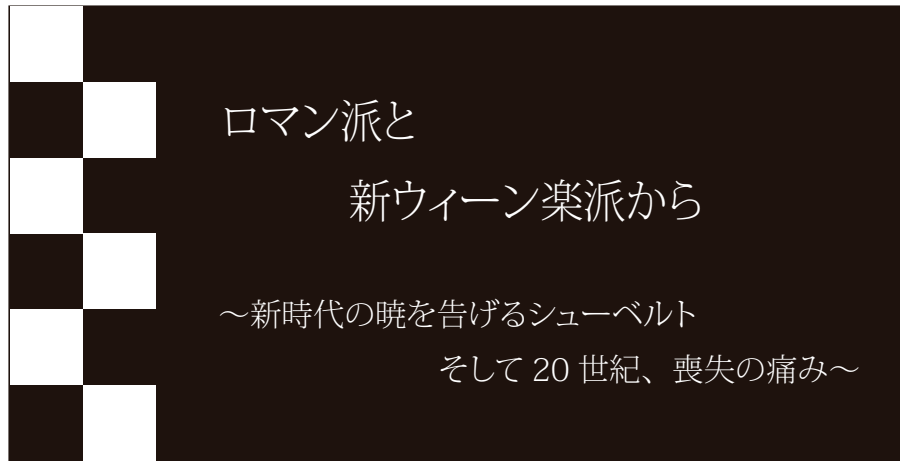 ロマン派と
新ウィーン楽派から
～新時代の暁を告げるシューベルト
そして 20 世紀、喪失の痛み～